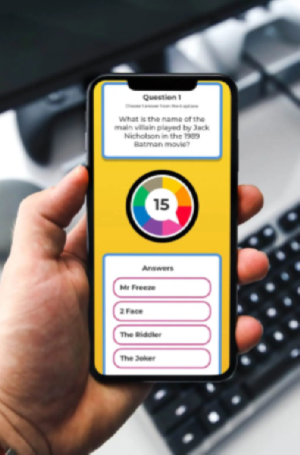 Question 1
Choose 1 answer from the 4 options
What is the name of the
main villain played by Jack
Nicholson in the 1989
Batman movie?
15
Answers
Mr Freeze
2 Face
The Riddler
The Joker